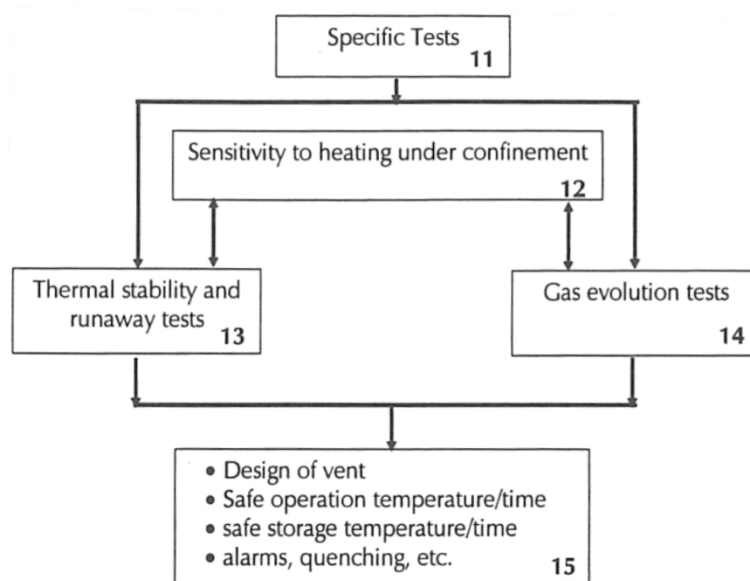 Specific Tests
11
Sensitivity to heating under confinement
12
Thermal stability and
runaway tests
13
Gas evolution tests
14
• Design of vent
• Safe operation temperature/time
• safe storage temperature/time
• alarms, quenching, etc.
15